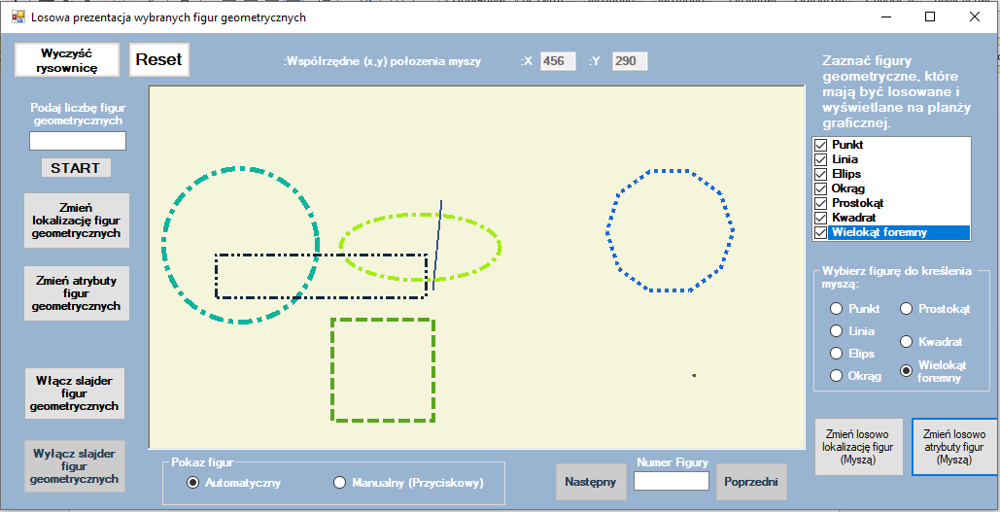 Losowa prezentacja wybranych figur geometrycznych
Wyczyść
rysownicę
Reset
:Współrzędne (x,y) połozenia myszy
:X
456
:Y
290
Podaj liczbę figur
geometrycznych
START
Zmień
lokalizację figur
geometrycznych
Zmień atrybuty
figur
geometrycznych
Włącz slajder
figur
geometrycznych
Wyłącz slajder
figur
geometrycznych
Zaznać figury
geometryczne, które
mają być losowane i
wyświetlane na planży
graficznej.
Punkt
Linia
Ellips
Okrąg
Prostokąt
Kwadrat
Wielokąt foremny
Wybierz figurę do kreślenia
myszą:
Punkt
Prostokąt
Linia
Kwadrat
Elips
Wielokąt
foremny
Okrąg
Zmień losowo
lokalizację figur
(Myszą)
Zmień losowo
atrybuty figur
(Myszą)
Pokaz figur
Automatyczny
Manualny (Przyciskowy)
Następny
Numer Figury
Poprzedni